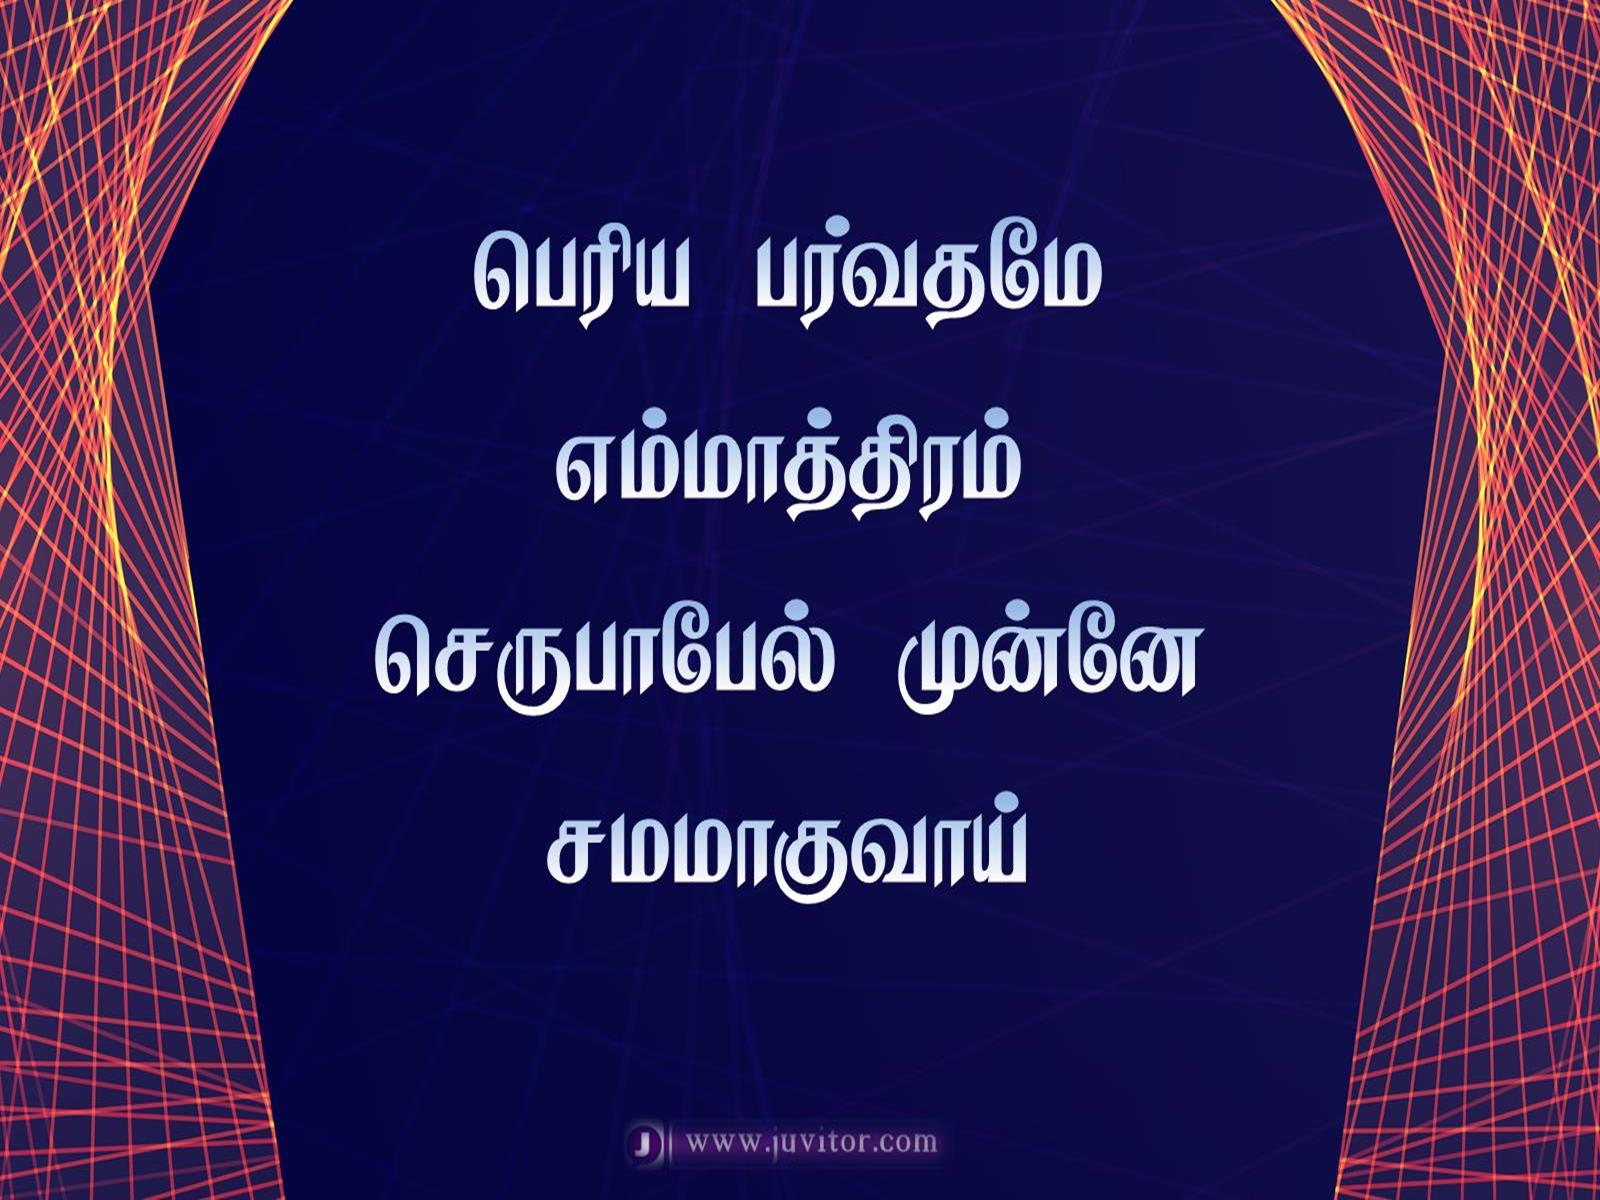 பெரிய பர்வதமே
எம்மாத்திரம்
செருபாபேல் முன்னே
சமமாகுவாய்
J www.juvitor.com